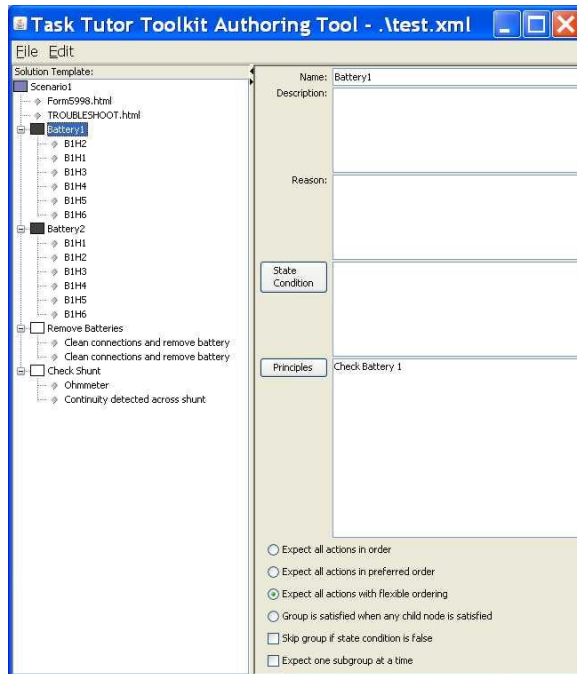 Task Tutor Toolkit Authoring Tool - .\test.xml
File Edit
Solution Template:
Scenario1
Form5998.html
TROUBLESHOOT.html
Battery1
B1H2
B1H1
B1H3
B1H4
B1H5
B1H6
Battery2
B1H1
B1H2
B1H3
B1H4
B1H5
B1H6
Remove Batteries
Clean connections and remove battery
Clean connections and remove battery
Check Shunt
Ohmmeter
Continuity detected across shunt
Name: Battery1
Description:
Reason:
State
Condition
Principles Check Battery 1
Expect all actions in order
Expect all actions in preferred order
Expect all actions with flexible ordering
Group is satisfied when any child node is satisfied
Skip group if state condition is false
Expect one subgroup at a time